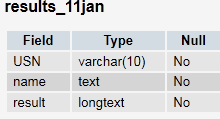 results_11jan
Field Type Null
USN varchar(10) No
name text No
result longtext No